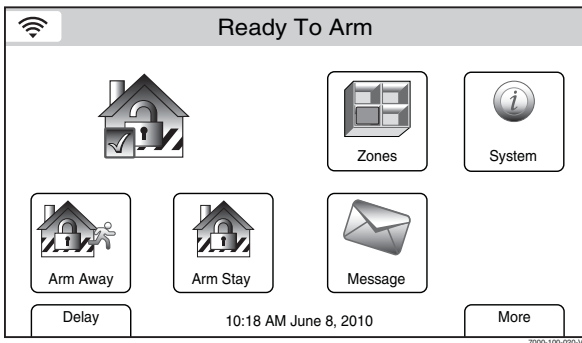 Ready To Arm
Zones
System
Arm Away
Arm Stay
Message
Delay
10:18 AM June 8, 2010
More